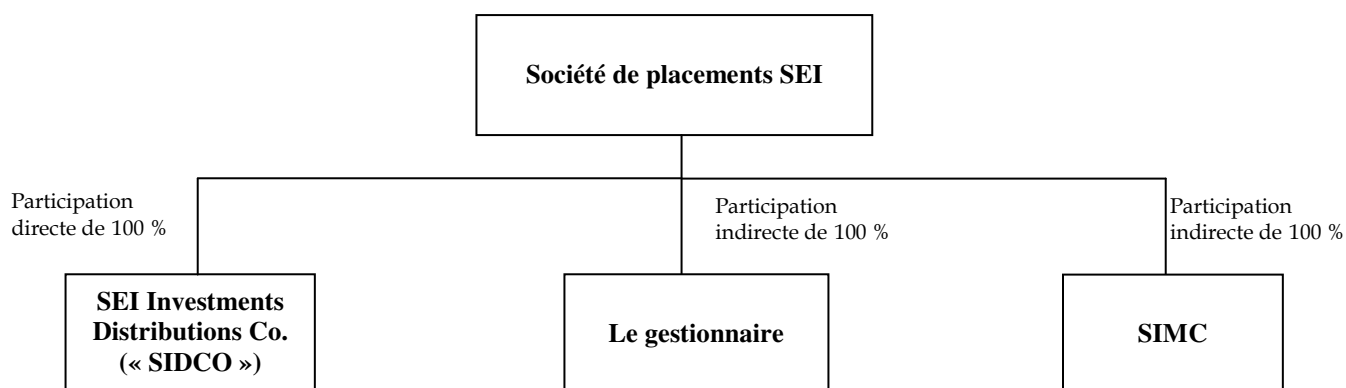 Société de placements SEI
Participation
directe de 100 %
Participation
indirecte de 100 %
Participation
indirecte de 100 %
SEI Investments
Distributions Co.
(« SIDCO »)
Le gestionnaire
SIMC